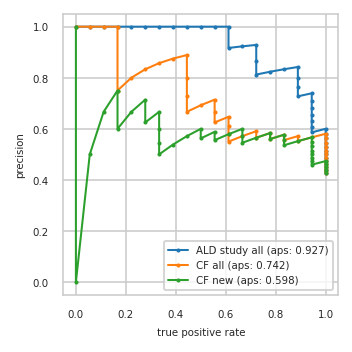 1.0
0.8
0.6
0.4
0.2
0.0
precision
0.0 0.2 0.4 0.6 0.8 1.0
true positive rate
ALD study all (aps: 0.927)
CF all (aps: 0.742)
CF new (aps: 0.598)